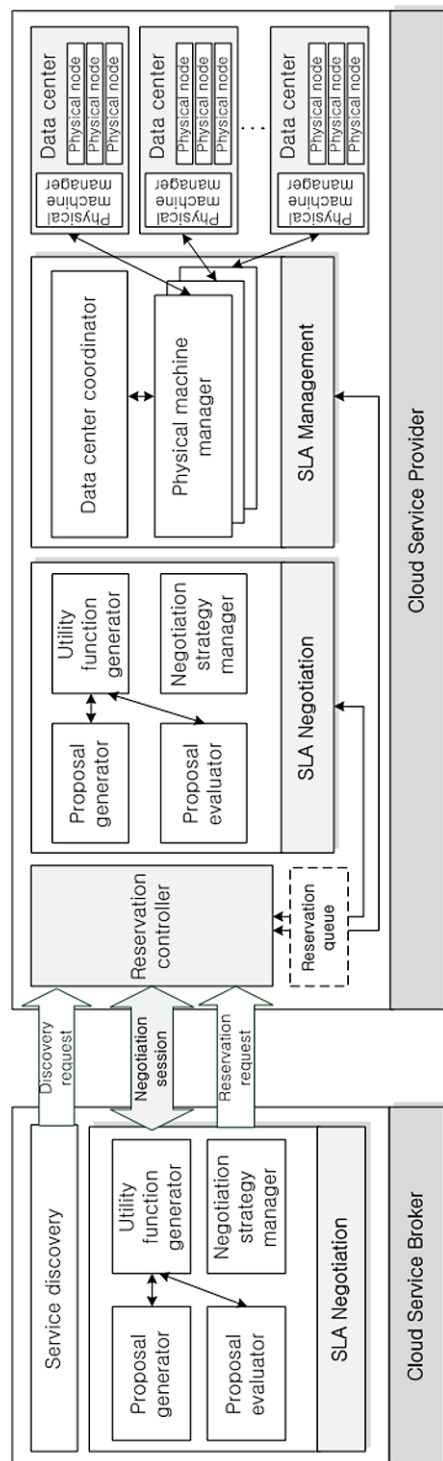 Service discovery
Proposal
generator
Utility
function
generator
Proposal
evaluator
Negotiation
strategy
manager
SLA Negotiation
Cloud Service Broker
Discovery
request
Negotiation
session
Reservation
request
Reservation
controller
Reservation
queue
Proposal
generator
Utility
function
generator
Proposal
evaluator
Negotiation
strategy
manager
SLA Negotiation
Data center coordinator
Physical machine
manager
SLA Management
Physical
machine
manager
Data center
Physical node
Physical node
Physical node
Physical
machine
manager
Data center
Physical node
Physical node
Physical node
....
Physical
machine
manager
Data center
Physical node
Physical node
Physical node
Cloud Service Provider